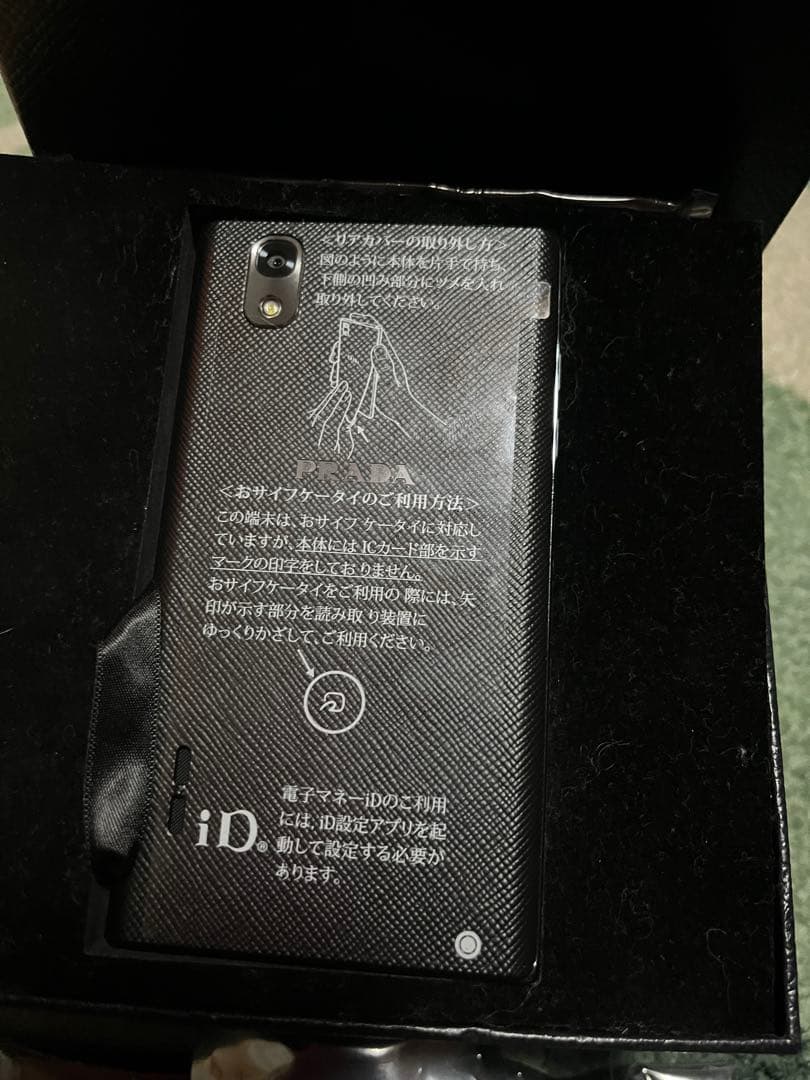 <リアカバーの取り外し方>
図のように本体を片手で持ち、
下側の凹み部分にツメを入れ
取り外してください。
PRADA
<おサイフケータイのご利用方法>
この端末は、おサイフケータイに対応し
ていますが、本体にはICカード部を示す
マークの印字をしておりません。
おサイフケータイをご利用の際には、矢
印が示す部分を読み取り装置に
ゆっくりかざして、ご利用ください。
iD®
電子マネーiDのご利用
には、iD設定アプリを起
動して設定する必要が
あります。